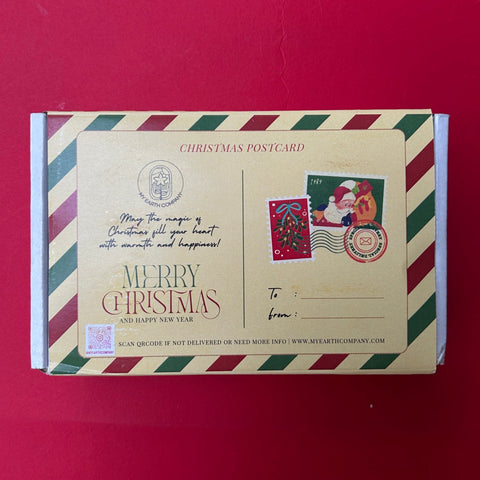 CHRISTMAS POSTCARD
MY EARTH COMPANY
May the magic of
Christmas fill your heart
with warmth and happiness!
MERRY
CHRISTMAS
AND HAPPY NEW YEAR
To :
from :
@MYEARTHCOMPANY
SCAN QRCODE IF NOT DELIVERED OR NEED MORE INFO | WWW.MYEARTHCOMPANY.COM